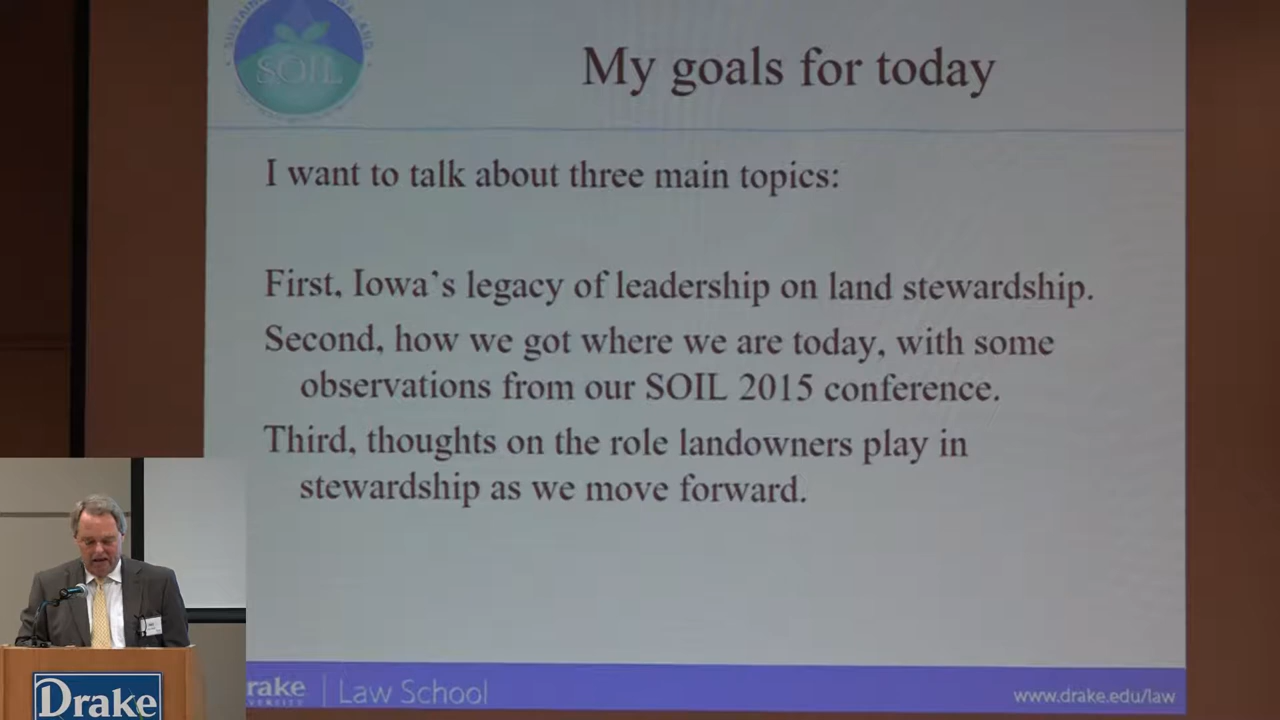 SOIL
My goals for today
I want to talk about three main topics:
First, Iowa's legacy of leadership on land stewardship.
Second, how we got where we are today, with some
observations from our SOIL 2015 conference.
Third, thoughts on the role landowners play in
stewardship as we move forward.
Drake
rake
Law School
www.drake.edu/law